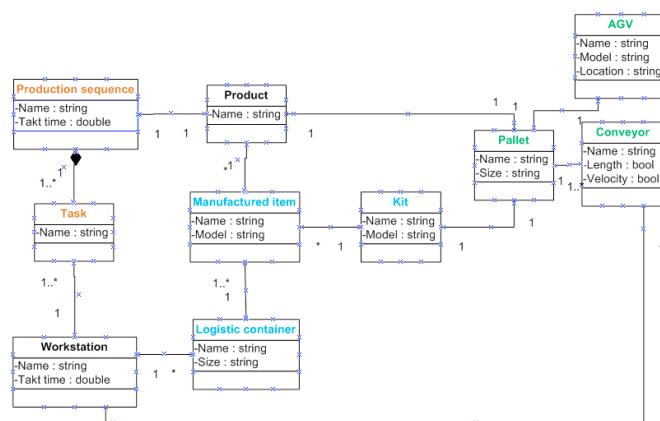 AGV
-Name : string
-Model : string
-Location : string
Production sequence
-Name : string
-Takt time : double
Product
-Name : string
1
1
1
1
1
1
Pallet
-Name : string
-Size : string
Conveyor
-Name : string
-Length : bool
-Velocity : bool
1
1..*
1
1..*
*
1
Task
-Name : string
Manufactured item
-Name : string
-Model : string
Kit
-Name : string
-Model : string
1
*
1
1
1..*
1
1..*
1
Workstation
-Name : string
-Takt time : double
Logistic container
-Name : string
-Size : string
1
*